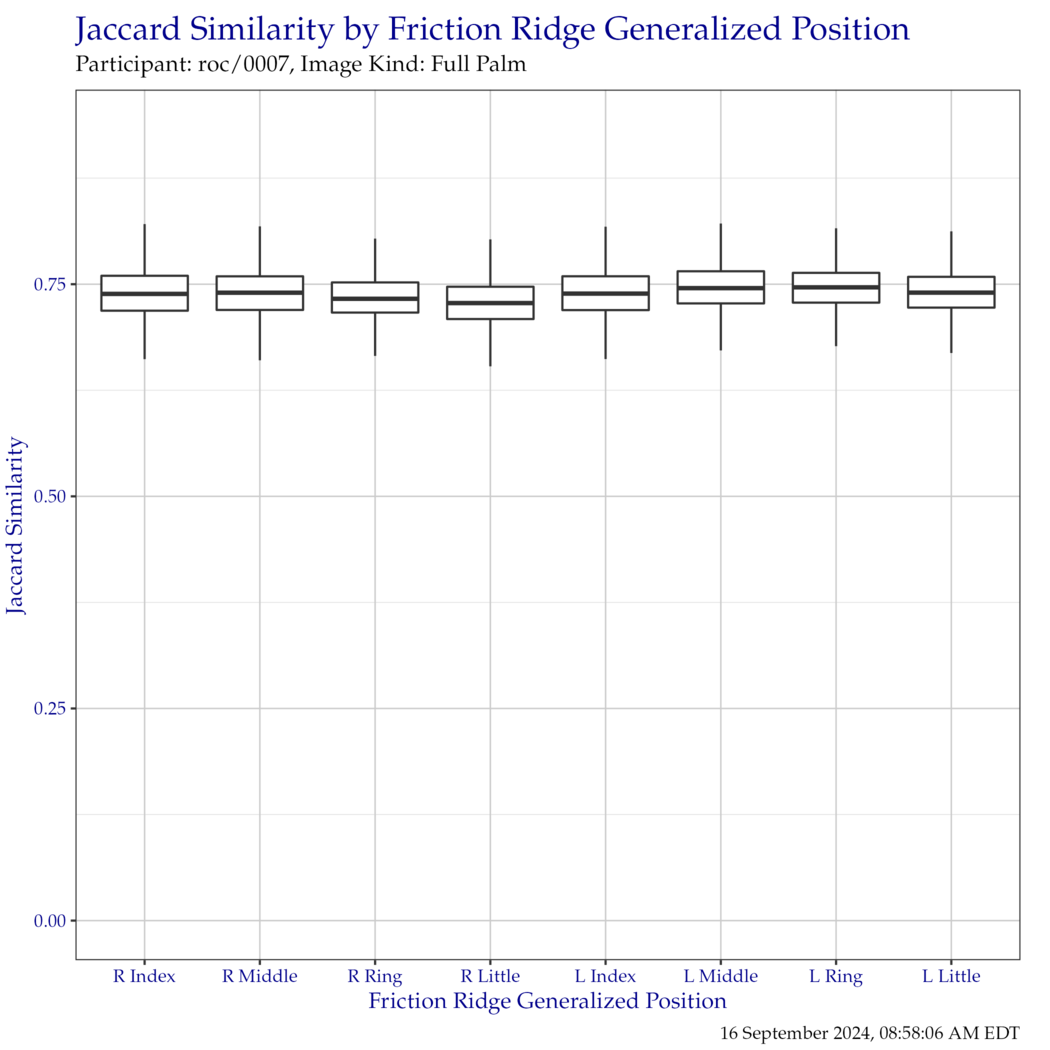 Jaccard Similarity by Friction Ridge Generalized Position
Participant: roc/0007, Image Kind: Full Palm
Jaccard Similarity
0.75
0.50
0.25
0.00
R Index R Middle R Ring R Little L Index L Middle L Ring L Little
Friction Ridge Generalized Position
16 September 2024, 08:58:06 AM EDT